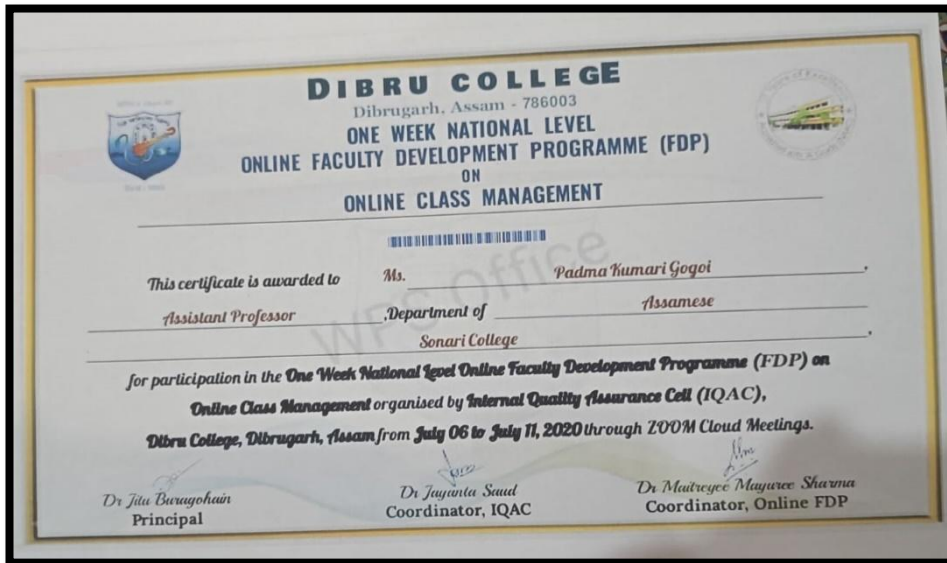 DIBRU COLLEGE
Dibrugarh, Assam - 786003
ONE WEEK NATIONAL LEVEL
ONLINE FACULTY DEVELOPMENT PROGRAMME (FDP)
ON
ONLINE CLASS MANAGEMENT
This certificate is awarded to Ms. Padma Kumari Gogoi,
Assistant Professor ,Department of Assamese
Sonari College,
for participation in the One Week National Level Online Faculty Development Programme (FDP) on
Online Class Management organised by Internal Quality Assurance Cell (IQAC),
Dibru College, Dibrugarh, Assam from July 06 to July 11, 2020 through ZOOM Cloud Meetings.
WPS Office
Dr Jitu Buragohain
Principal
Dr Jayanta Saud
Coordinator, IQAC
Dr Maitreyee Mayuree Sharma
Coordinator, Online FDP